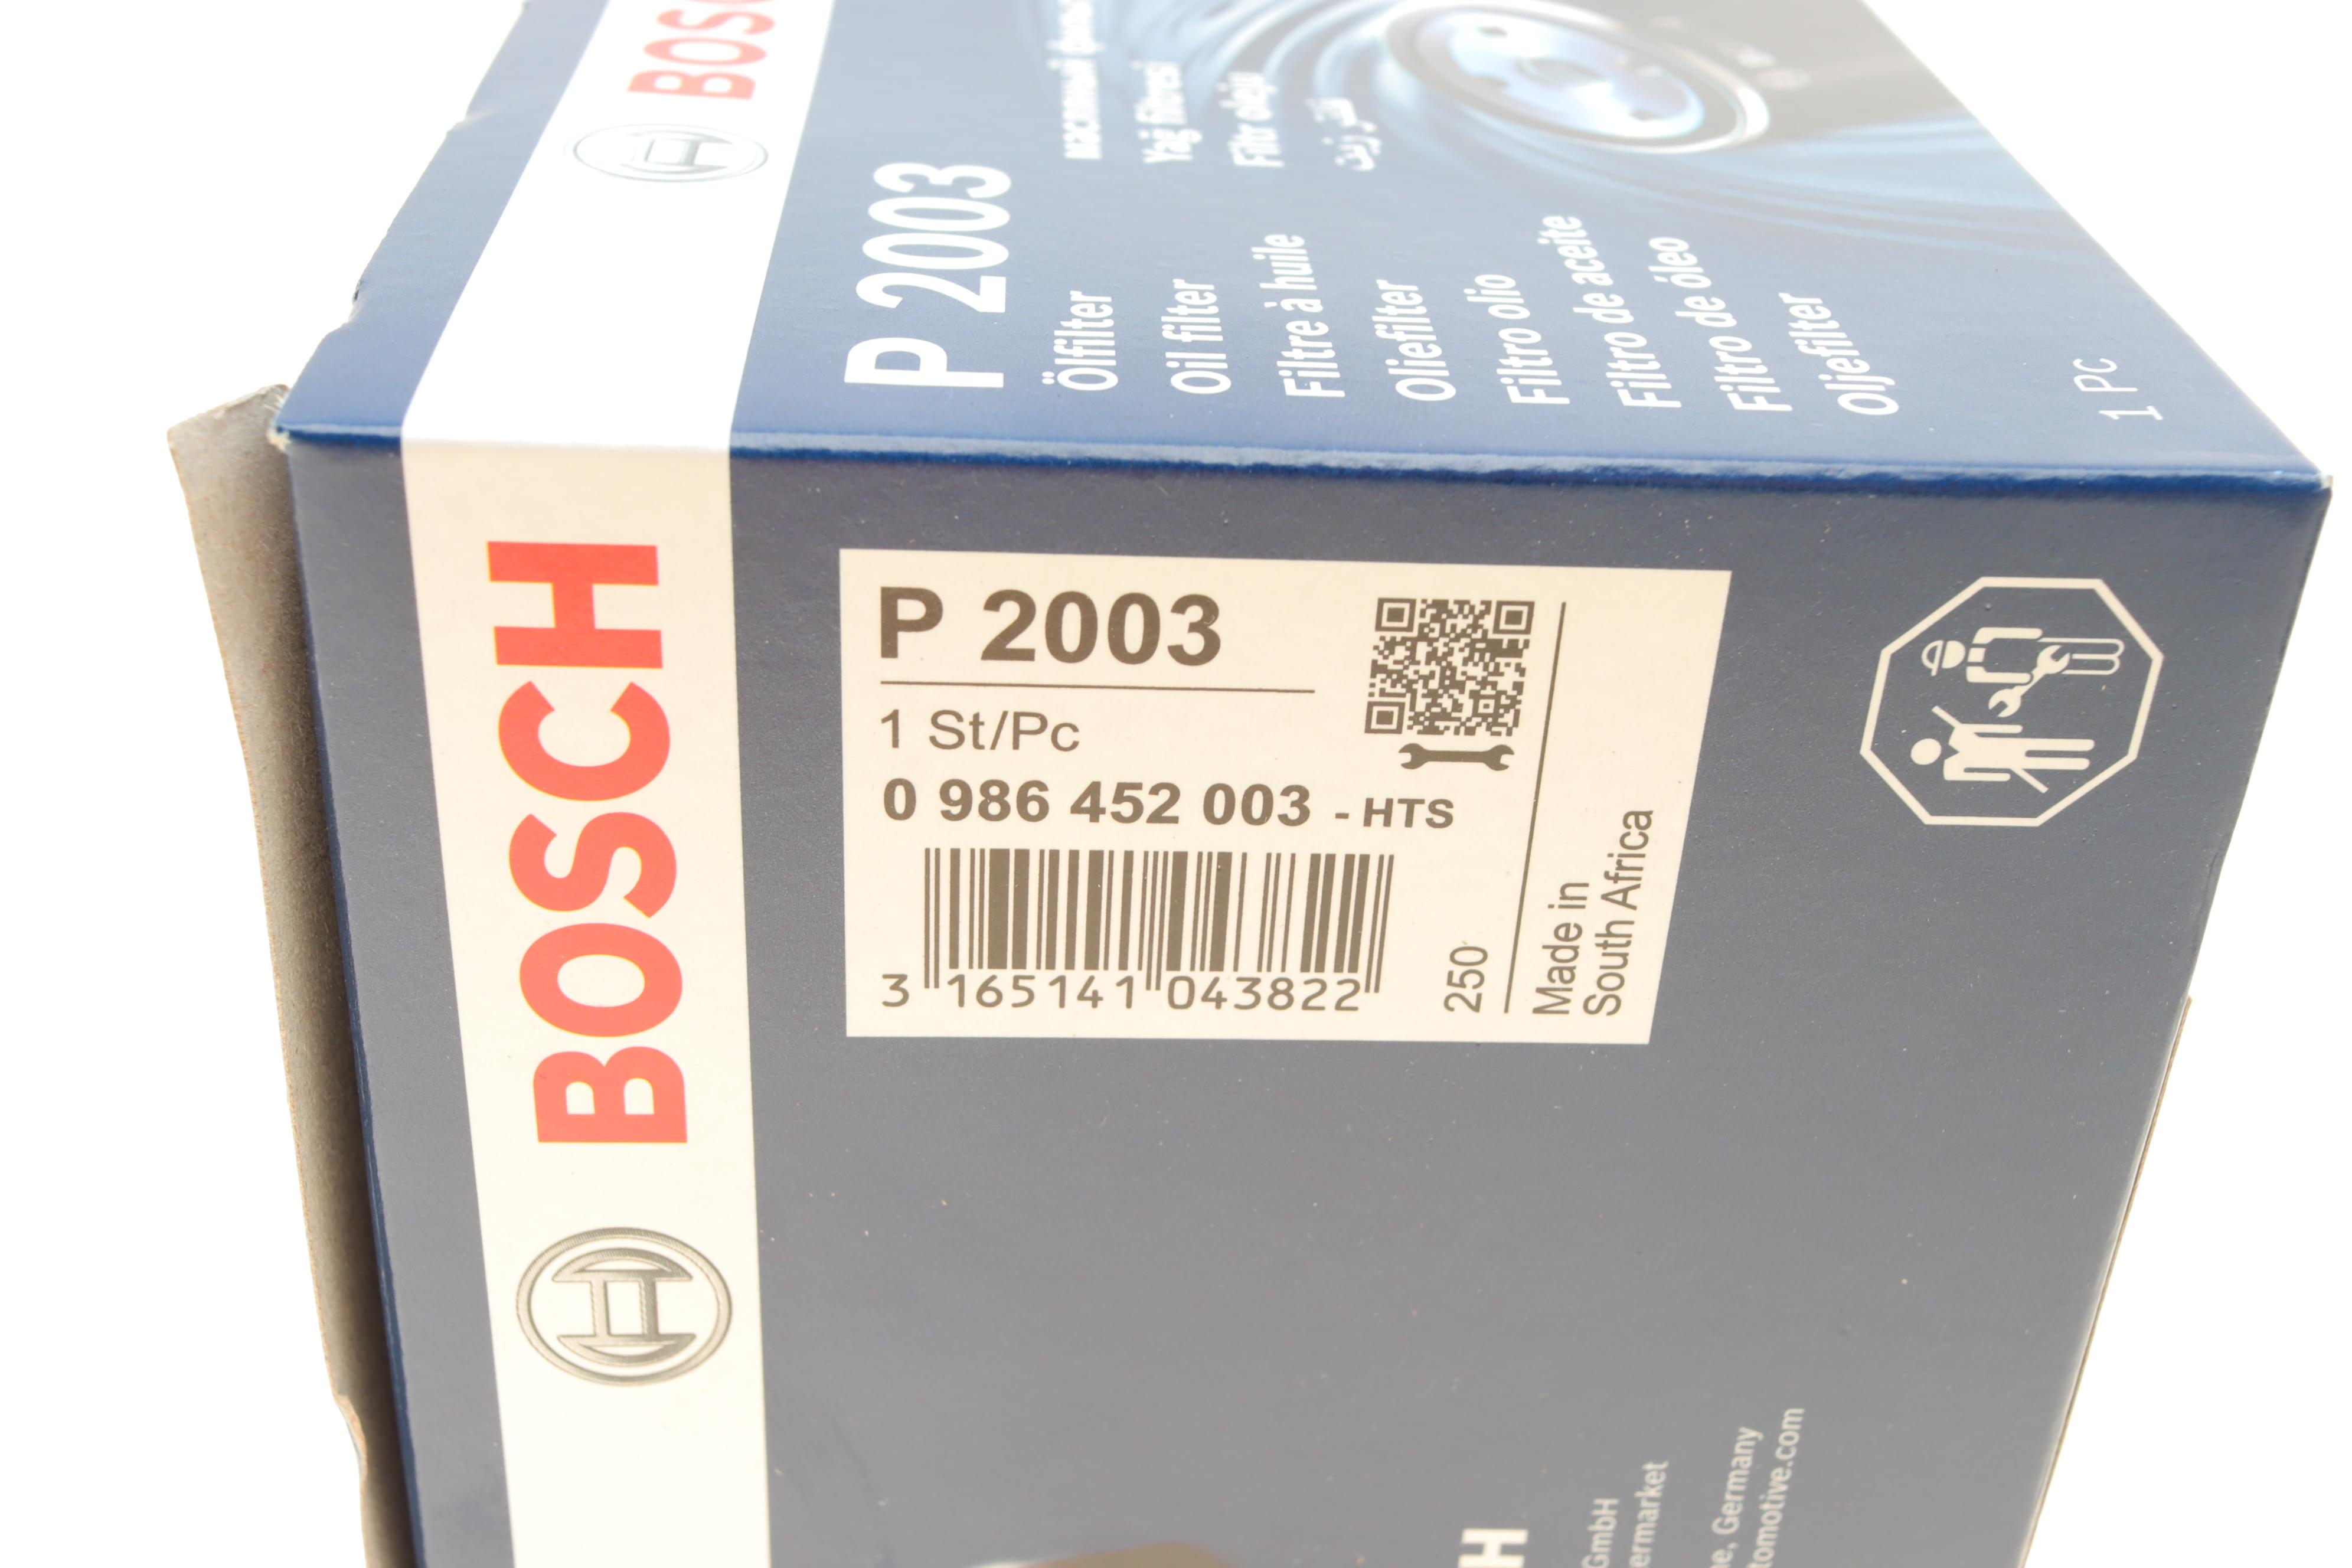 BOSCH
P 2003
Ölfilter
Oil filter
Filtre à huile
Oliefilter
Filtro olio
Filtro de aceite
Filtro de óleo
Oljefilter
масляный
Yağ filtresi
Filtr oleju
فلتر زيت
1 Pc
BOSCH
P 2003
1 St/Pc
0 986 452 003 - HTS
3 165141 043822
250
Made in
South Africa
H
GmbH
ermarket
ne, Germany
tomotive.com